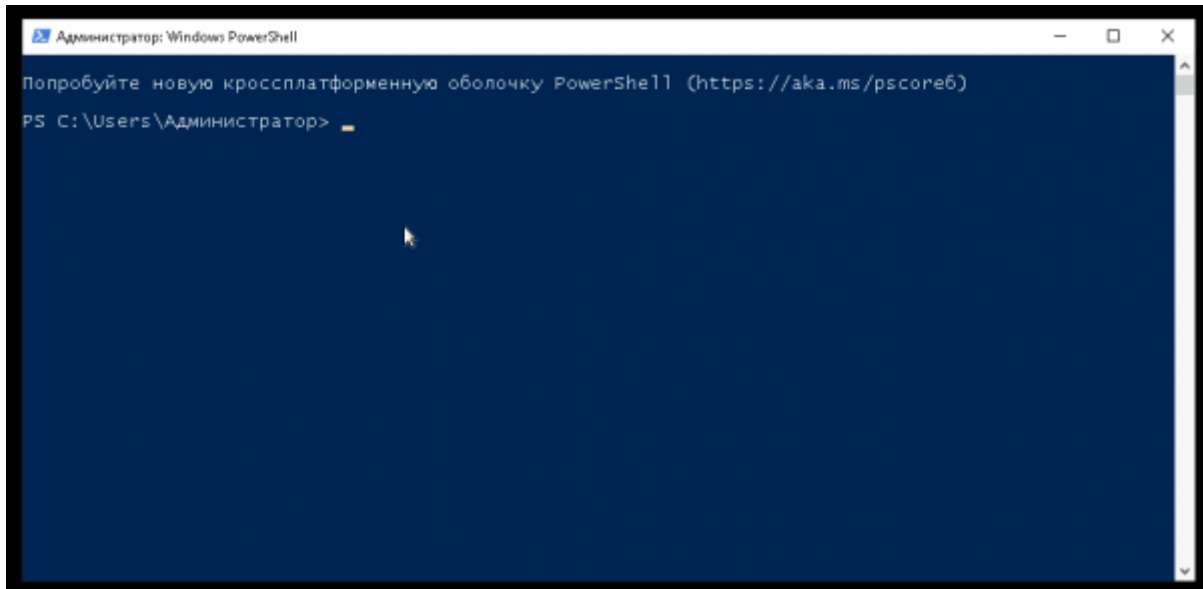 Администратор: Windows PowerShell
Попробуйте новую кроссплатформенную оболочку PowerShell (https://aka.ms/pscore6)
PS C:\Users\Администратор>